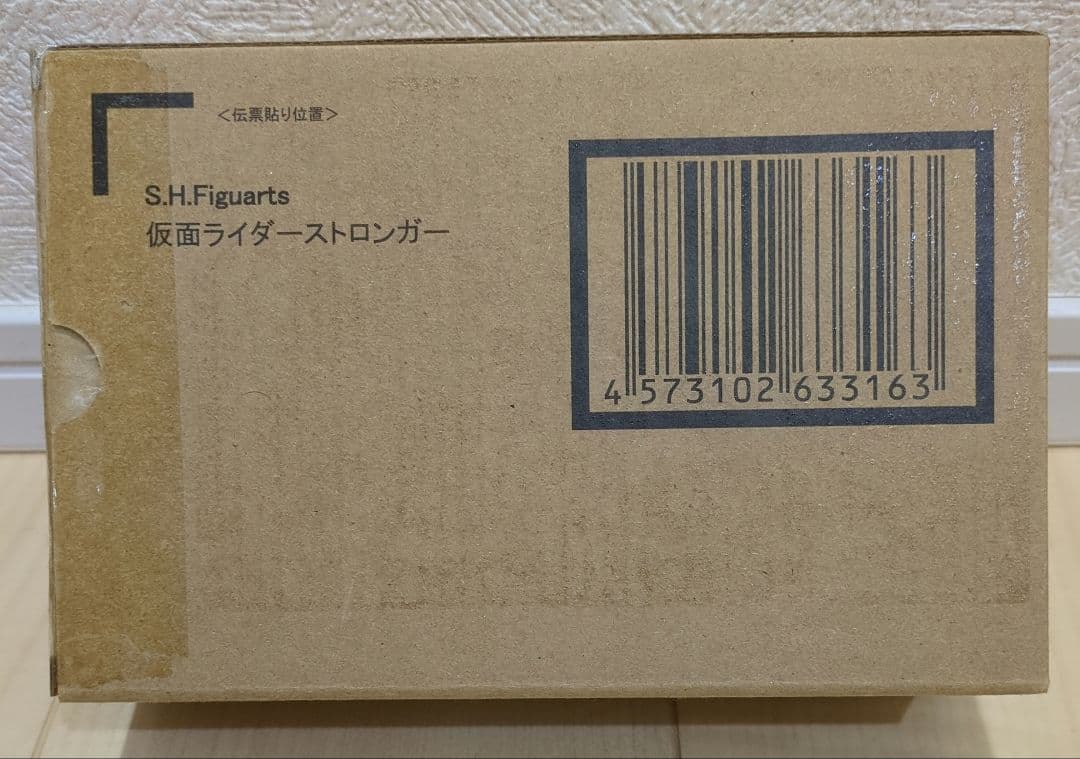 <伝票貼り位置>
S.H.Figuarts
仮面ライダーストロンガー
4 573102 633163